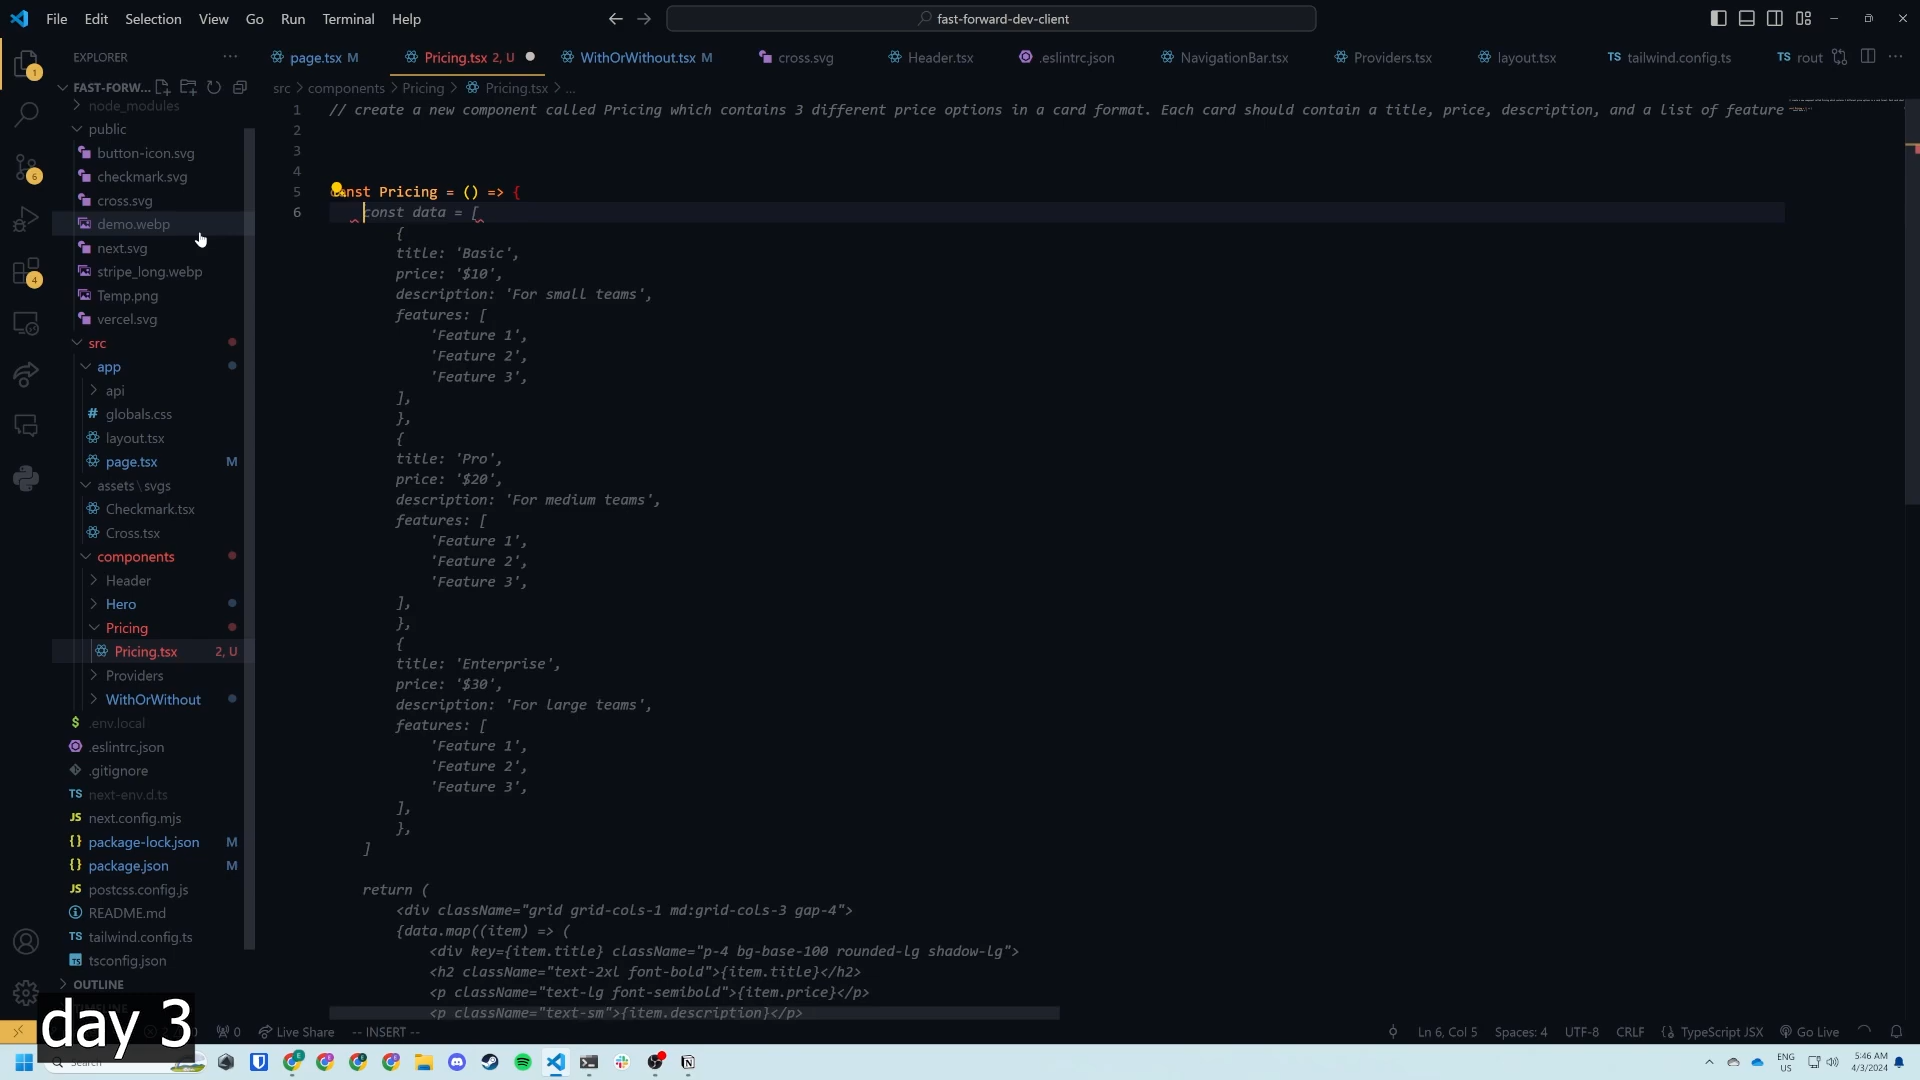 File Edit Selection View Go Run Terminal Help
fast-forward-dev-client
EXPLORER
page.tsx M
Pricing.tsx 2, U
WithOrWithout.tsx M
cross.svg
Header.tsx
.eslintrc.json
NavigationBar.tsx
Providers.tsx
layout.tsx
TS tailwind.config.ts
TS rout
FAST-FORW...
src > components > Pricing > Pricing.tsx > ...
node_modules
public
button-icon.svg
checkmark.svg
cross.svg
demo.webp
next.svg
stripe_long.webp
Temp.png
vercel.svg
src
app
api
# globals.css
layout.tsx
page.tsx M
assets\svgs
Checkmark.tsx
Cross.tsx
components
Header
Hero
Pricing
Pricing.tsx 2, U
Providers
WithOrWithout
$ .env.local
.eslintrc.json
.gitignore
TS next-env.d.ts
JS next.config.mjs
{} package-lock.json M
{} package.json M
JS postcss.config.js
README.md
TS tailwind.config.ts
tsconfig.json
OUTLINE
1 // create a new component called Pricing which contains 3 different price options in a card format. Each card should contain a title, price, description, and a list of feature
2
3
4
5 const Pricing = () => {
6 const data = [
{
title: 'Basic',
price: '$10',
description: 'For small teams',
features: [
'Feature 1',
'Feature 2',
'Feature 3',
],
},
{
title: 'Pro',
price: '$20',
description: 'For medium teams',
features: [
'Feature 1',
'Feature 2',
'Feature 3',
],
},
{
title: 'Enterprise',
price: '$30',
description: 'For large teams',
features: [
'Feature 1',
'Feature 2',
'Feature 3',
],
},
]
return (
<div className="grid grid-cols-1 md:grid-cols-3 gap-4">
{data.map((item) => (
<div key={item.title} className="p-4 bg-base-100 rounded-lg shadow-lg">
<h2 className="text-2xl font-bold">{item.title}</h2>
<p className="text-lg font-semibold">{item.price}</p>
<p className="text-sm">{item.description}</p>
day 3
0 Live Share -- INSERT --
Ln 6, Col 5 Spaces: 4 UTF-8 CRLF TypeScript JSX Go Live
Search
ENG
US
5:46 AM
4/3/2024
1
6
4